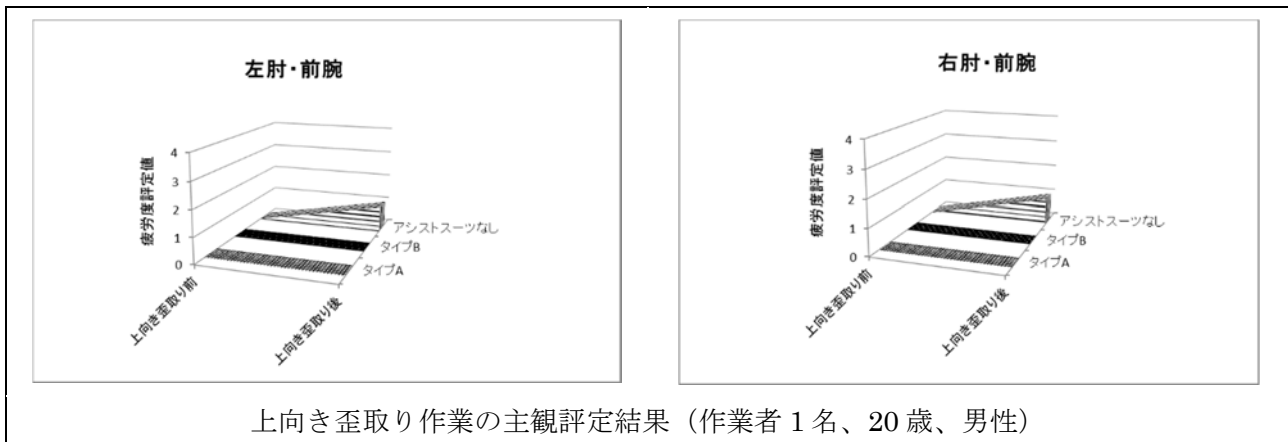 左肘・前腕
疲労度評定値
4
3
2
1
0
アシストスーツなし
タイプB
タイプA
上向き歪取り前
上向き歪取り後
右肘・前腕
疲労度評定値
4
3
2
1
0
アシストスーツなし
タイプB
タイプA
上向き歪取り前
上向き歪取り後
上向き歪取り作業の主観評定結果（作業者 1 名、20 歳、男性）